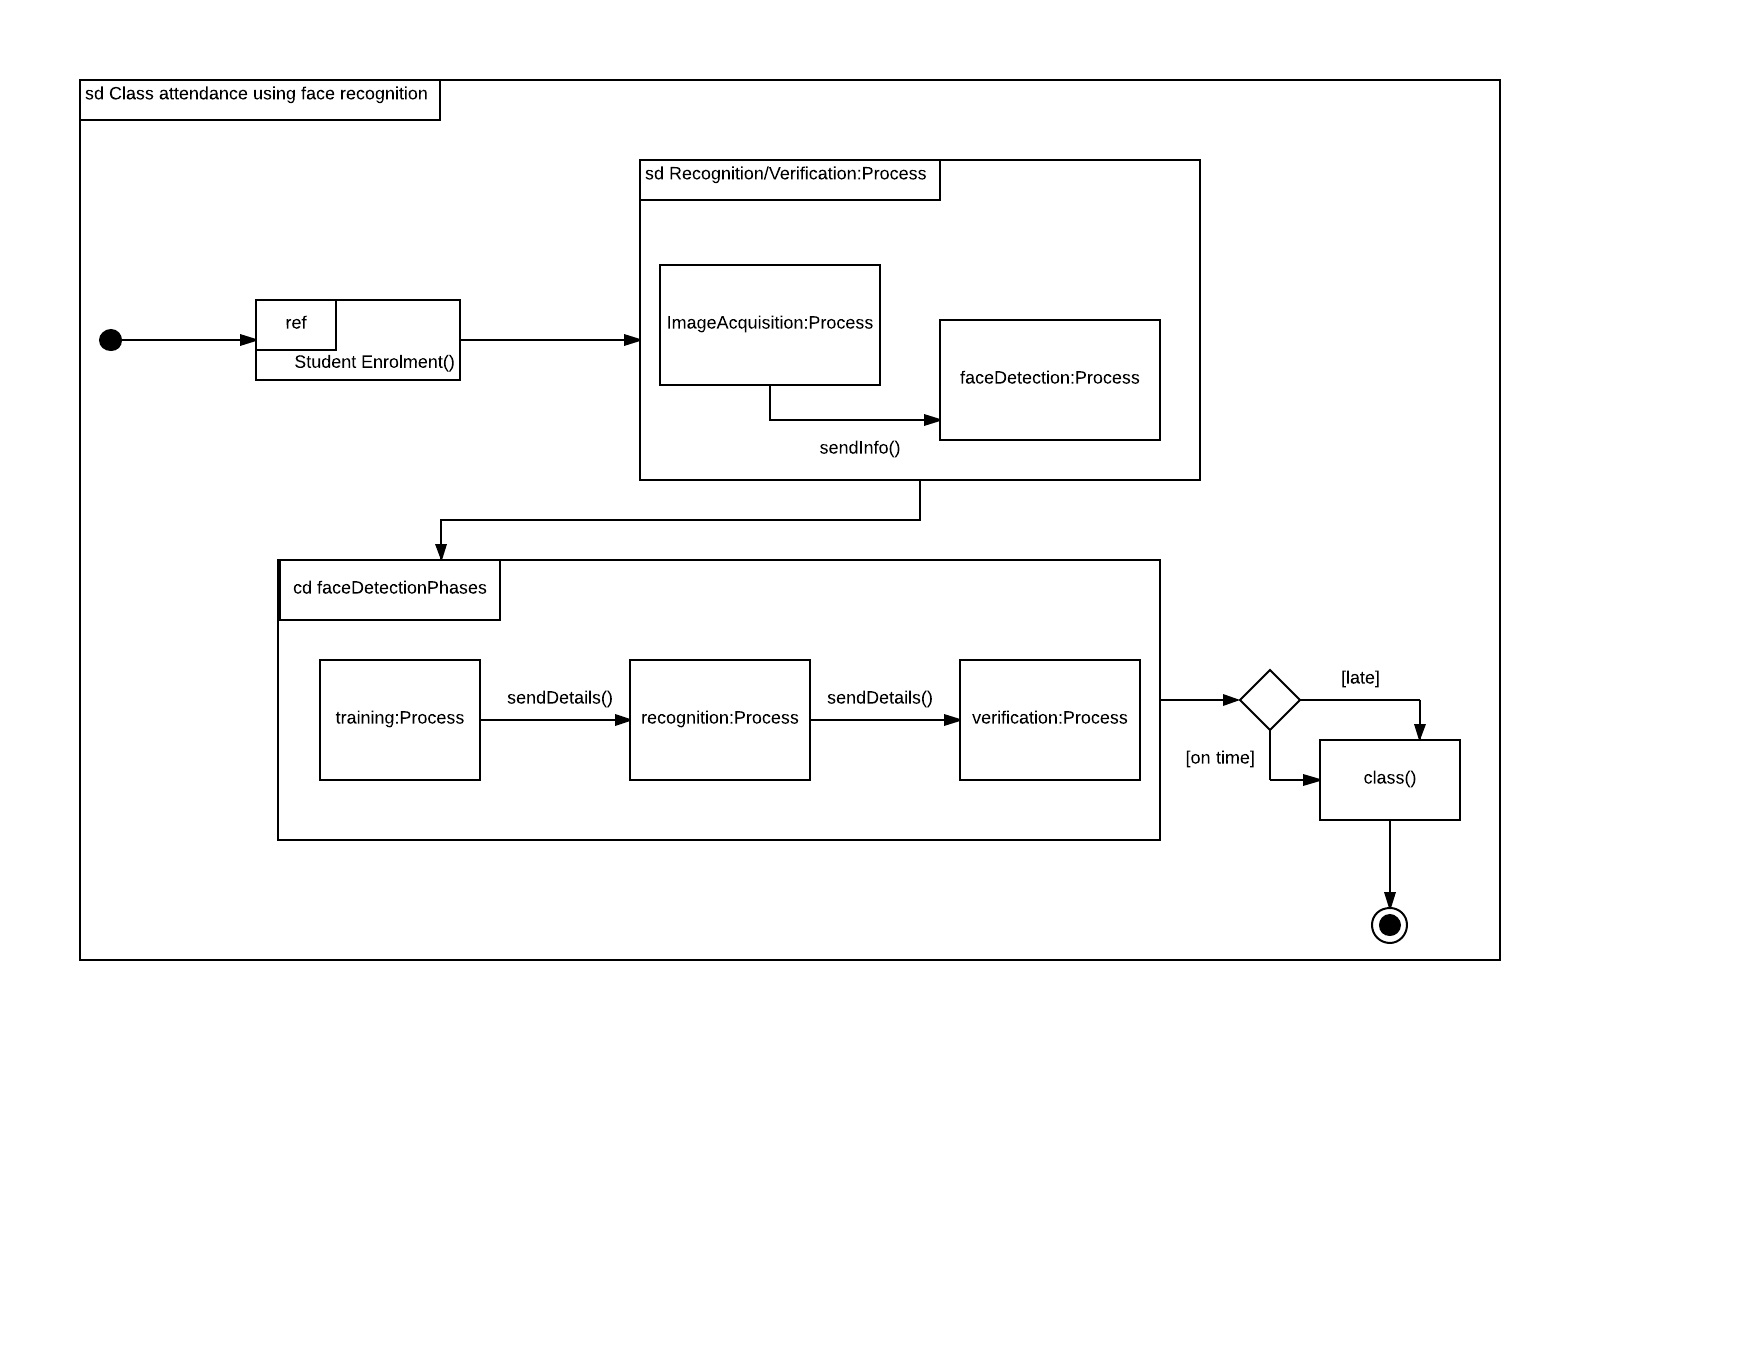 sd Class attendance using face recognition
sd Recognition/Verification:Process
ref
Student Enrolment()
ImageAcquisition:Process
faceDetection:Process
sendInfo()
cd faceDetectionPhases
training:Process
sendDetails()
recognition:Process
sendDetails()
verification:Process
[late]
[on time]
class()